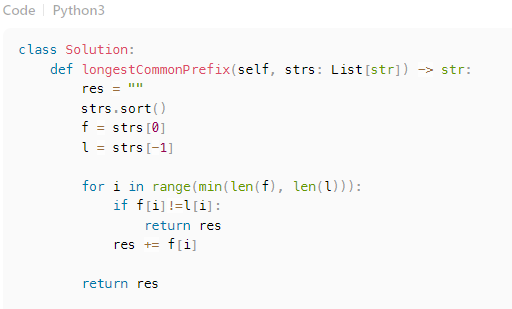 Code | Python3
class Solution:
    def longestCommonPrefix(self, strs: List[str]) -> str:
        res = ""
        strs.sort()
        f = strs[0]
        l = strs[-1]

        for i in range(min(len(f), len(l))):
            if f[i]!=l[i]:
                return res
            res += f[i]

        return res